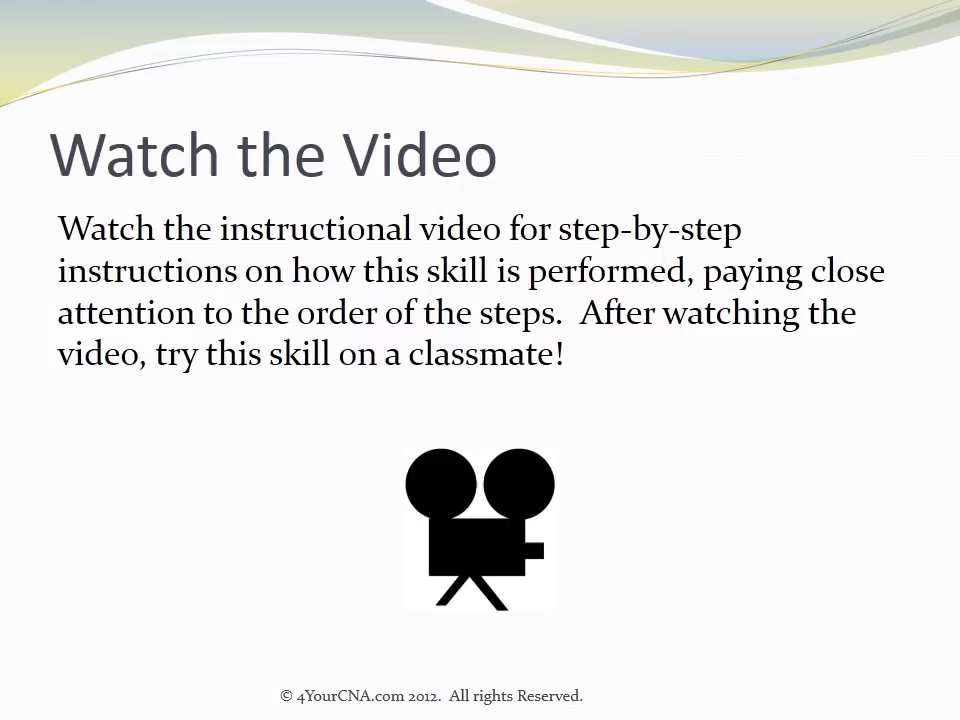 Watch the Video
Watch the instructional video for step-by-step
instructions on how this skill is performed, paying close
attention to the order of the steps.  After watching the
video, try this skill on a classmate!
© 4YourCNA.com 2012.  All rights Reserved.